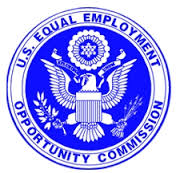 U.S. EQUAL EMPLOYMENT
OPPORTUNITY COMMISSION